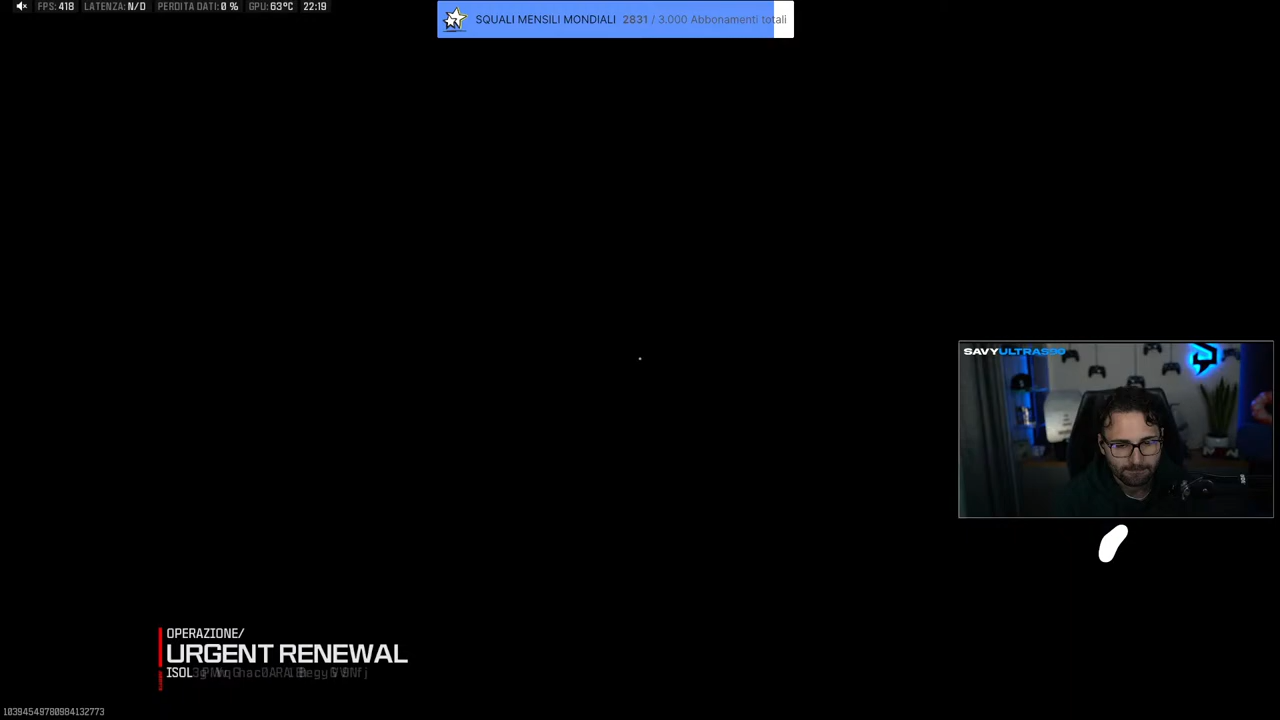 FPS: 418 LATENZA: N/D PERDITA DATI: 0 % GPU: 63°C 22:19
SQUALI MENSILI MONDIALI 2831 / 3.000 Abbonamenti totali
SAVYULTRAS90
OPERAZIONE/
URGENT RENEWAL
ISOL
10394549780984132773